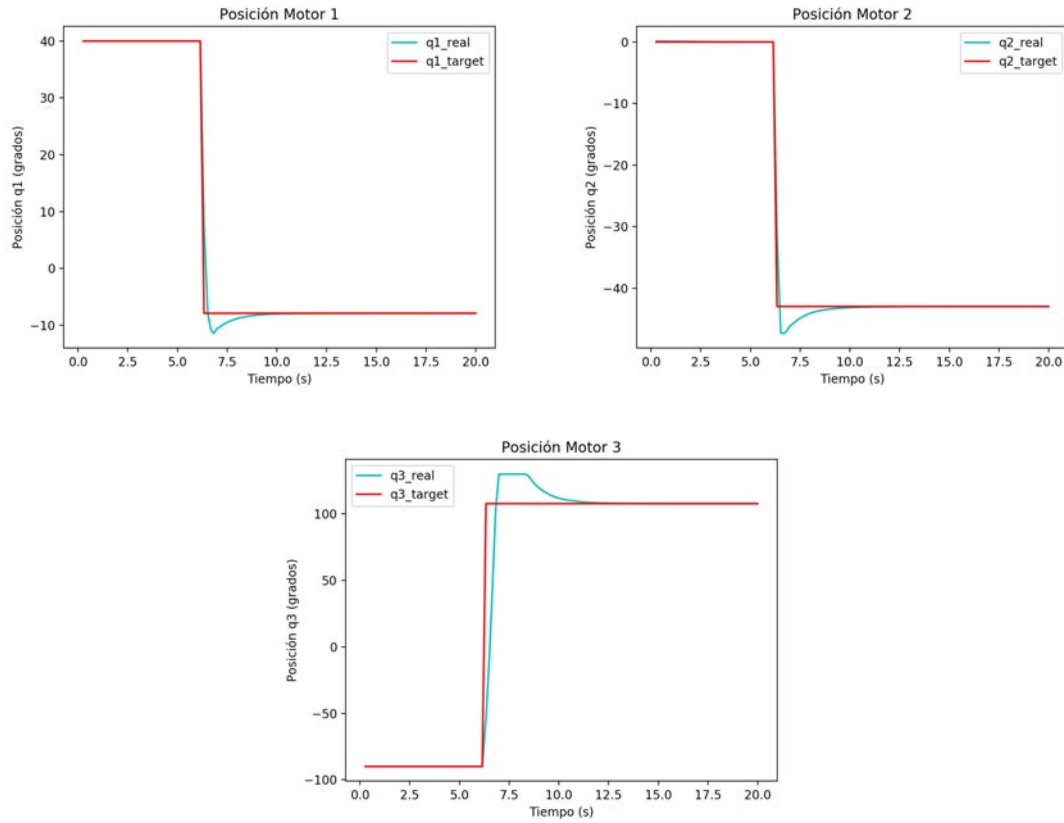 Posición Motor 1
40
30
20
10
0
−10
Posición q1 (grados)
q1_real
q1_target
0.0 2.5 5.0 7.5 10.0 12.5 15.0 17.5 20.0
Tiempo (s)
Posición Motor 2
0
−10
−20
−30
−40
Posición q2 (grados)
q2_real
q2_target
0.0 2.5 5.0 7.5 10.0 12.5 15.0 17.5 20.0
Tiempo (s)
Posición Motor 3
100
50
0
−50
−100
Posición q3 (grados)
q3_real
q3_target
0.0 2.5 5.0 7.5 10.0 12.5 15.0 17.5 20.0
Tiempo (s)